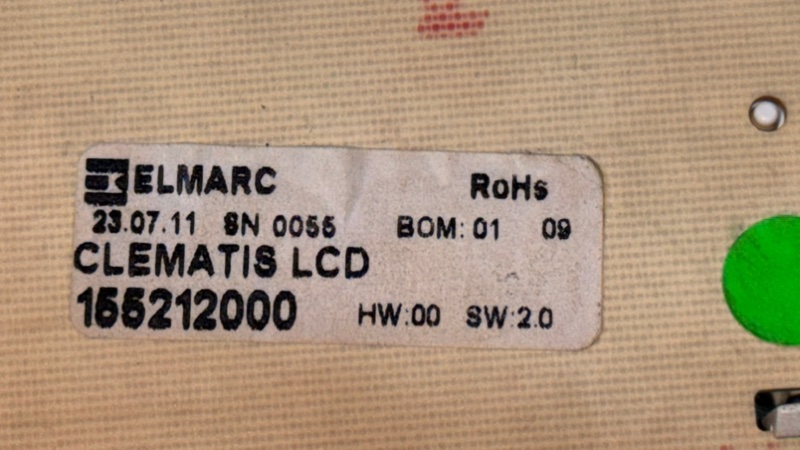 ELMARC RoHs
23.07.11 SN 0055 BOM: 01 09
CLEMATIS LCD
155212000 HW:00 SW:2.0